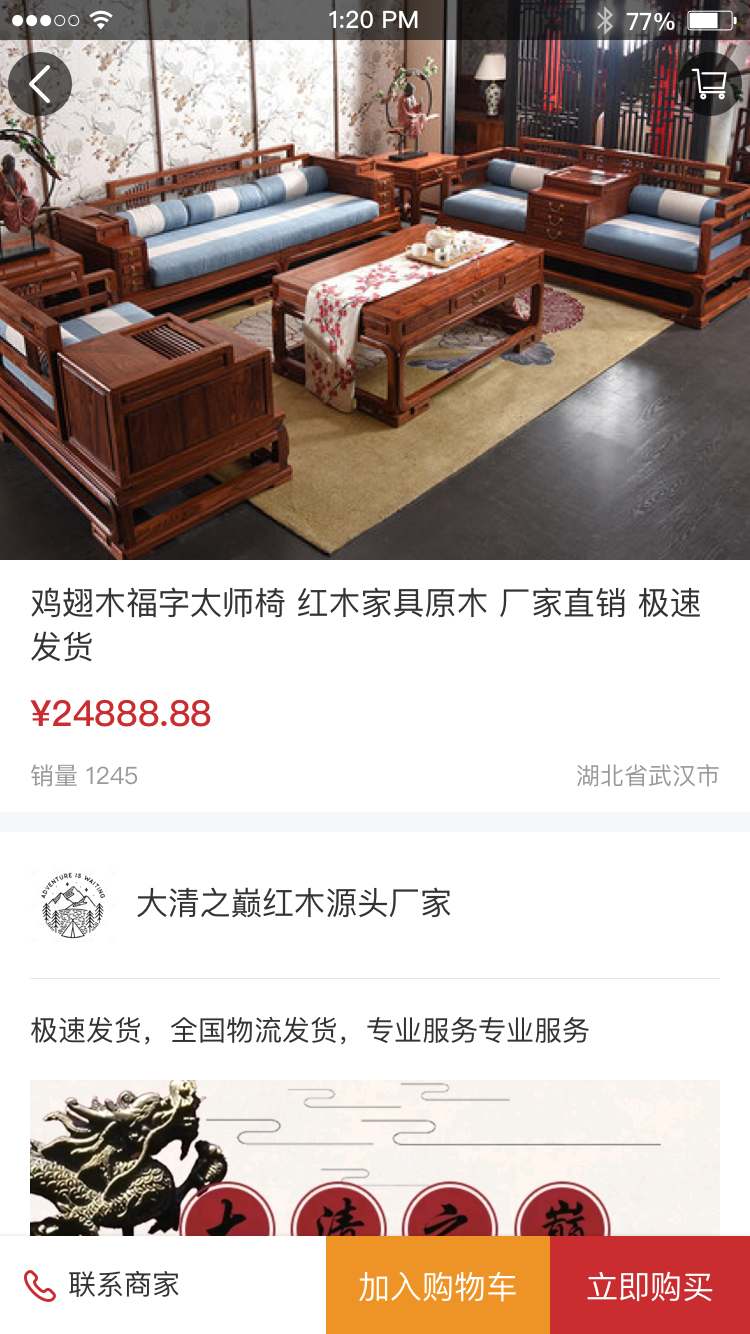 1:20 PM
77%
鸡翅木福字太师椅 红木家具原木 厂家直销 极速
发货
¥24888.88
销量 1245
湖北省武汉市
ADVENTURE IS WAITING
大清之巅红木源头厂家
极速发货，全国物流发货，专业服务专业服务
大清之巅
联系商家
加入购物车
立即购买